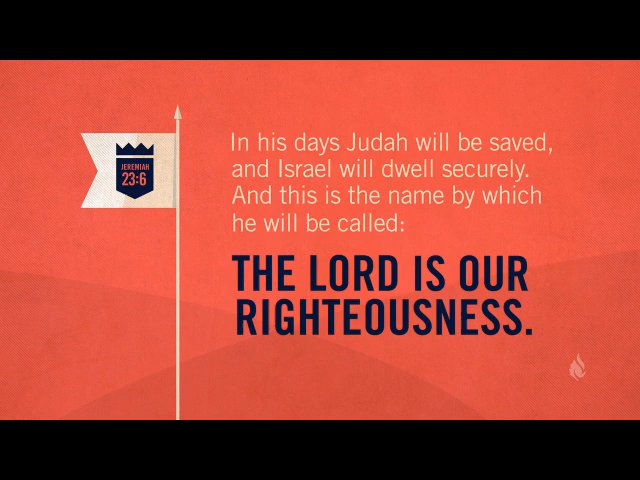 JEREMIAH
23:6
In his days Judah will be saved,
and Israel will dwell securely.
And this is the name by which
he will be called:
THE LORD IS OUR
RIGHTEOUSNESS.